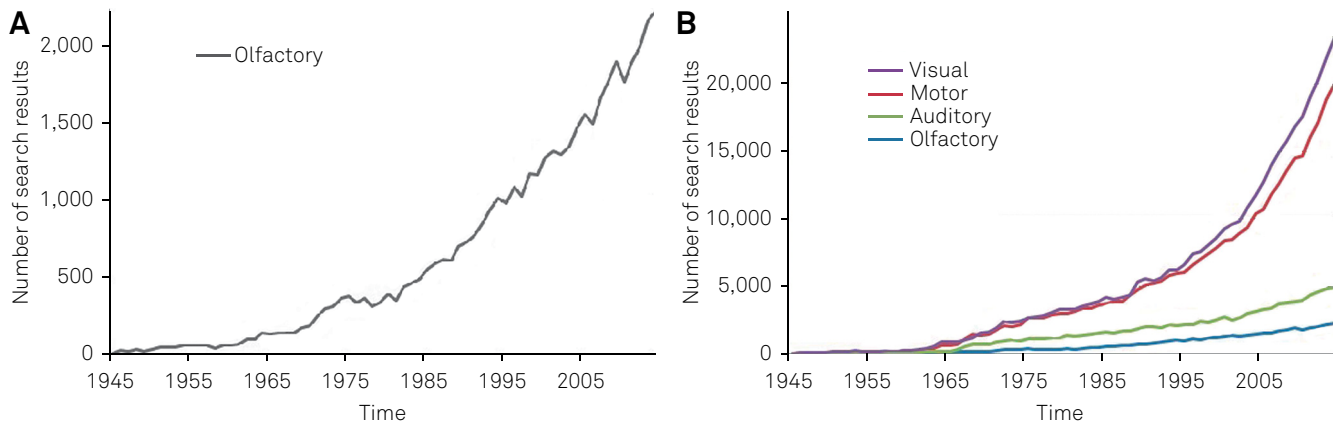 A
Number of search results
2,000
1,500
1,000
500
0
Olfactory
1945 1955 1965 1975 1985 1995 2005
Time
B
Number of search results
20,000
15,000
10,000
5,000
0
Visual
Motor
Auditory
Olfactory
1945 1955 1965 1975 1985 1995 2005
Time